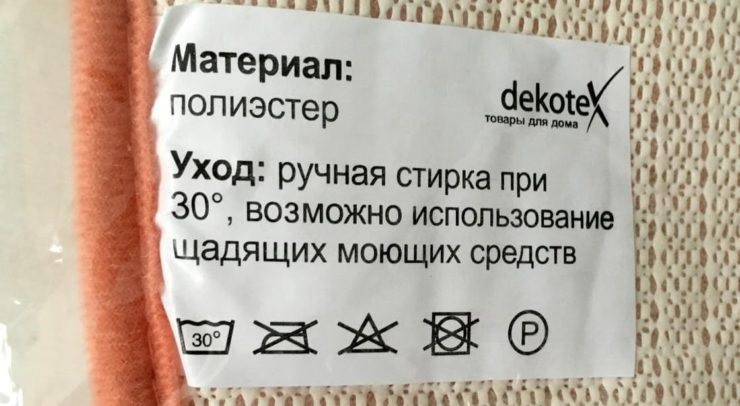 Материал:
полиэстер
dekotex
товары для дома
Уход: ручная стирка при
30°, возможно использование
щадящих моющих средств
30°
P